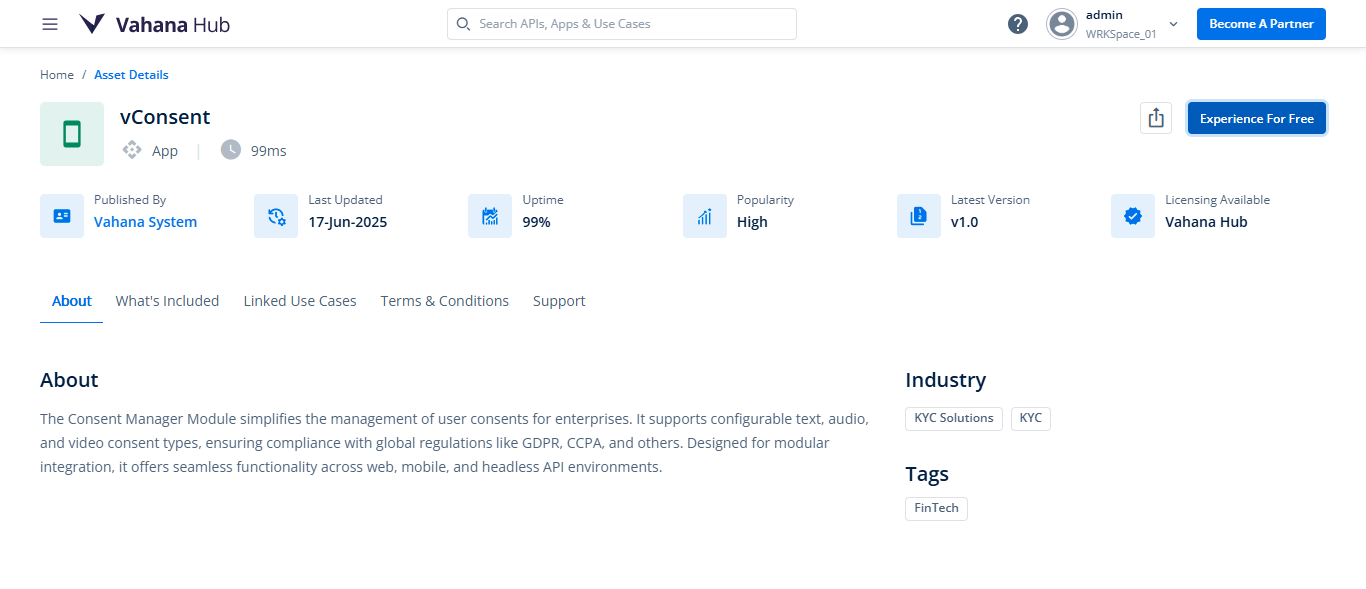 Vahana Hub
Search APIs, Apps & Use Cases
?
admin
WRKSpace_01
Become A Partner
Home / Asset Details
vConsent
App | 99ms
Experience For Free
Published By
Vahana System
Last Updated
17-Jun-2025
Uptime
99%
Popularity
High
Latest Version
v1.0
Licensing Available
Vahana Hub
About
What's Included
Linked Use Cases
Terms & Conditions
Support
About
The Consent Manager Module simplifies the management of user consents for enterprises. It supports configurable text, audio,
and video consent types, ensuring compliance with global regulations like GDPR, CCPA, and others. Designed for modular
integration, it offers seamless functionality across web, mobile, and headless API environments.
Industry
KYC Solutions
KYC
Tags
FinTech